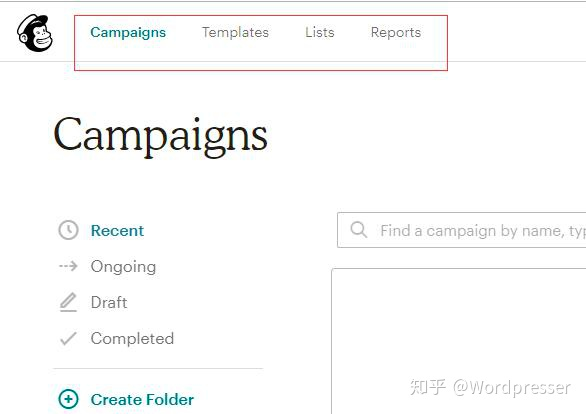 Campaigns Templates Lists Reports
Campaigns
Recent
Find a campaign by name, typ
Ongoing
Draft
Completed
Create Folder
知乎 @Wordpresser